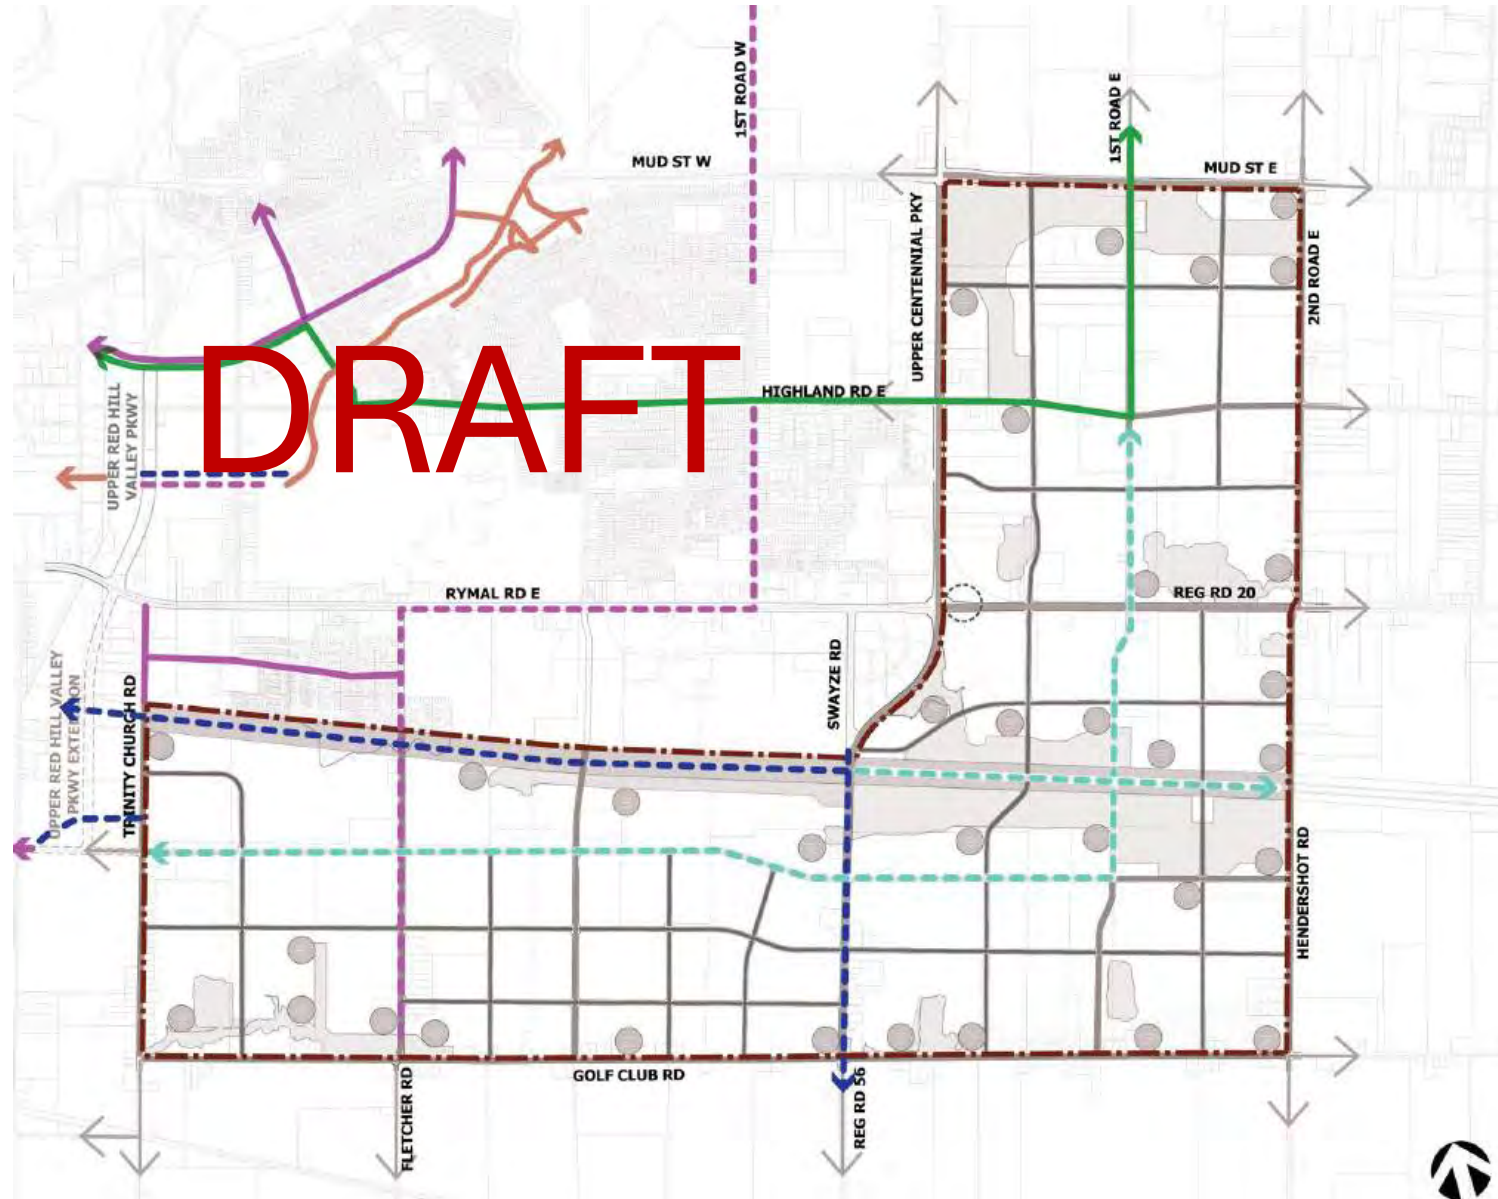 1ST ROAD W
MUD ST W
1ST ROAD E
MUD ST E
UPPER CENTENNIAL PKY
2ND ROAD E
DRAFT
HIGHLAND RD E
UPPER RED HILL
VALLEY PKWY
RYMAL RD E
REG RD 20
SWAYZE RD
UPPER RED HILL VALLEY
PKWY EXTENSION
TRINITY CHURCH RD
HENDERSHOT RD
GOLF CLUB RD
FLETCHER RD
REG RD 56